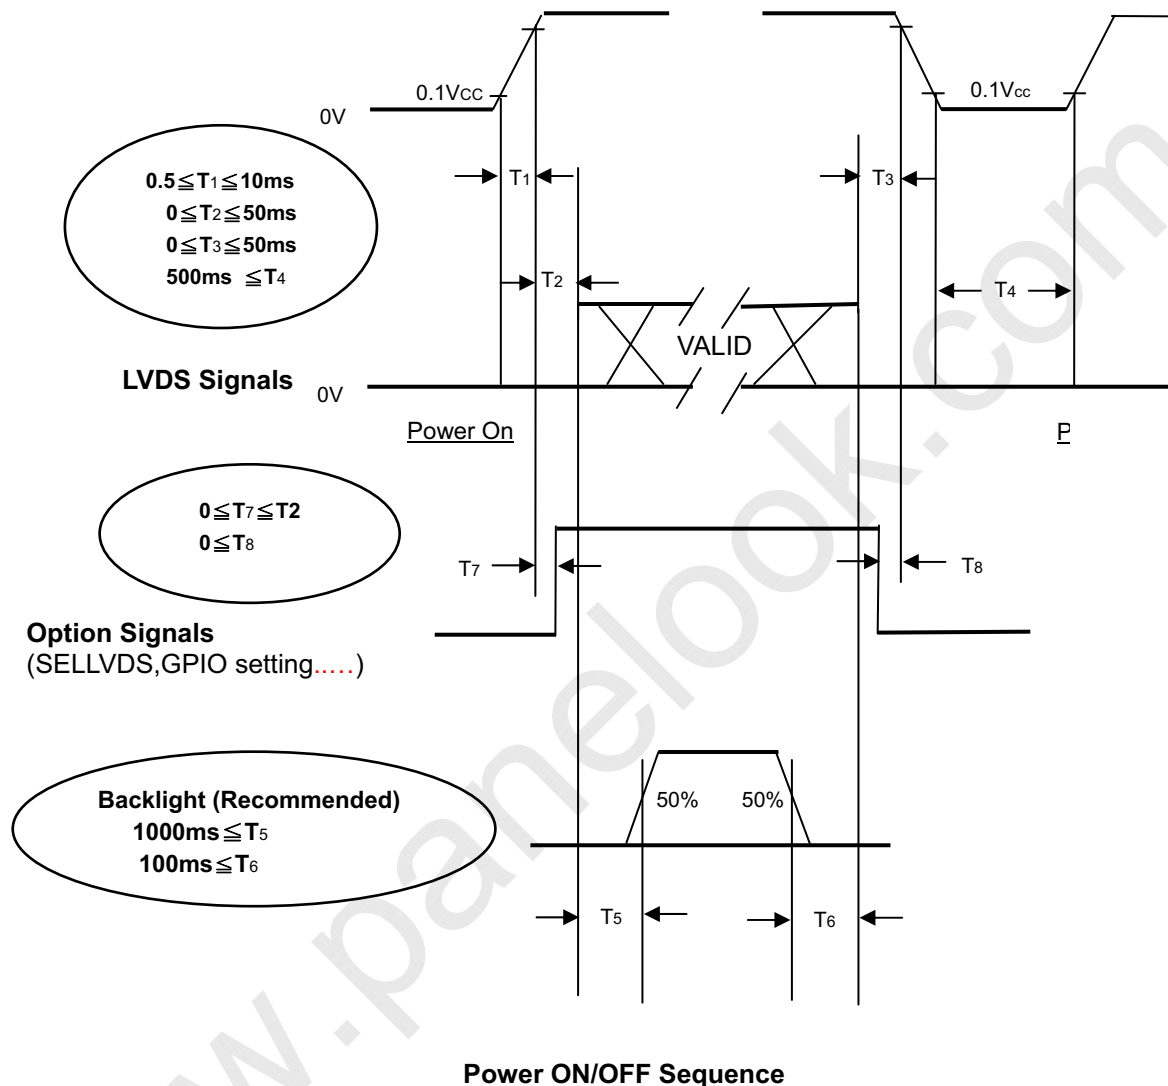 0.1VCC
0.1Vcc
0V
0.5≦T1≦10ms
0≦T2≦50ms
0≦T3≦50ms
500ms ≦T4
T1
T3
T2
T4
VALID
LVDS Signals
0V
Power On
P
0≦T7≦T2
0≦T8
T7
T8
Option Signals
(SELLVDS,GPIO setting.....)
Backlight (Recommended)
1000ms≦T5
100ms≦T6
50%
50%
T5
T6
Power ON/OFF Sequence
w.panelook.com